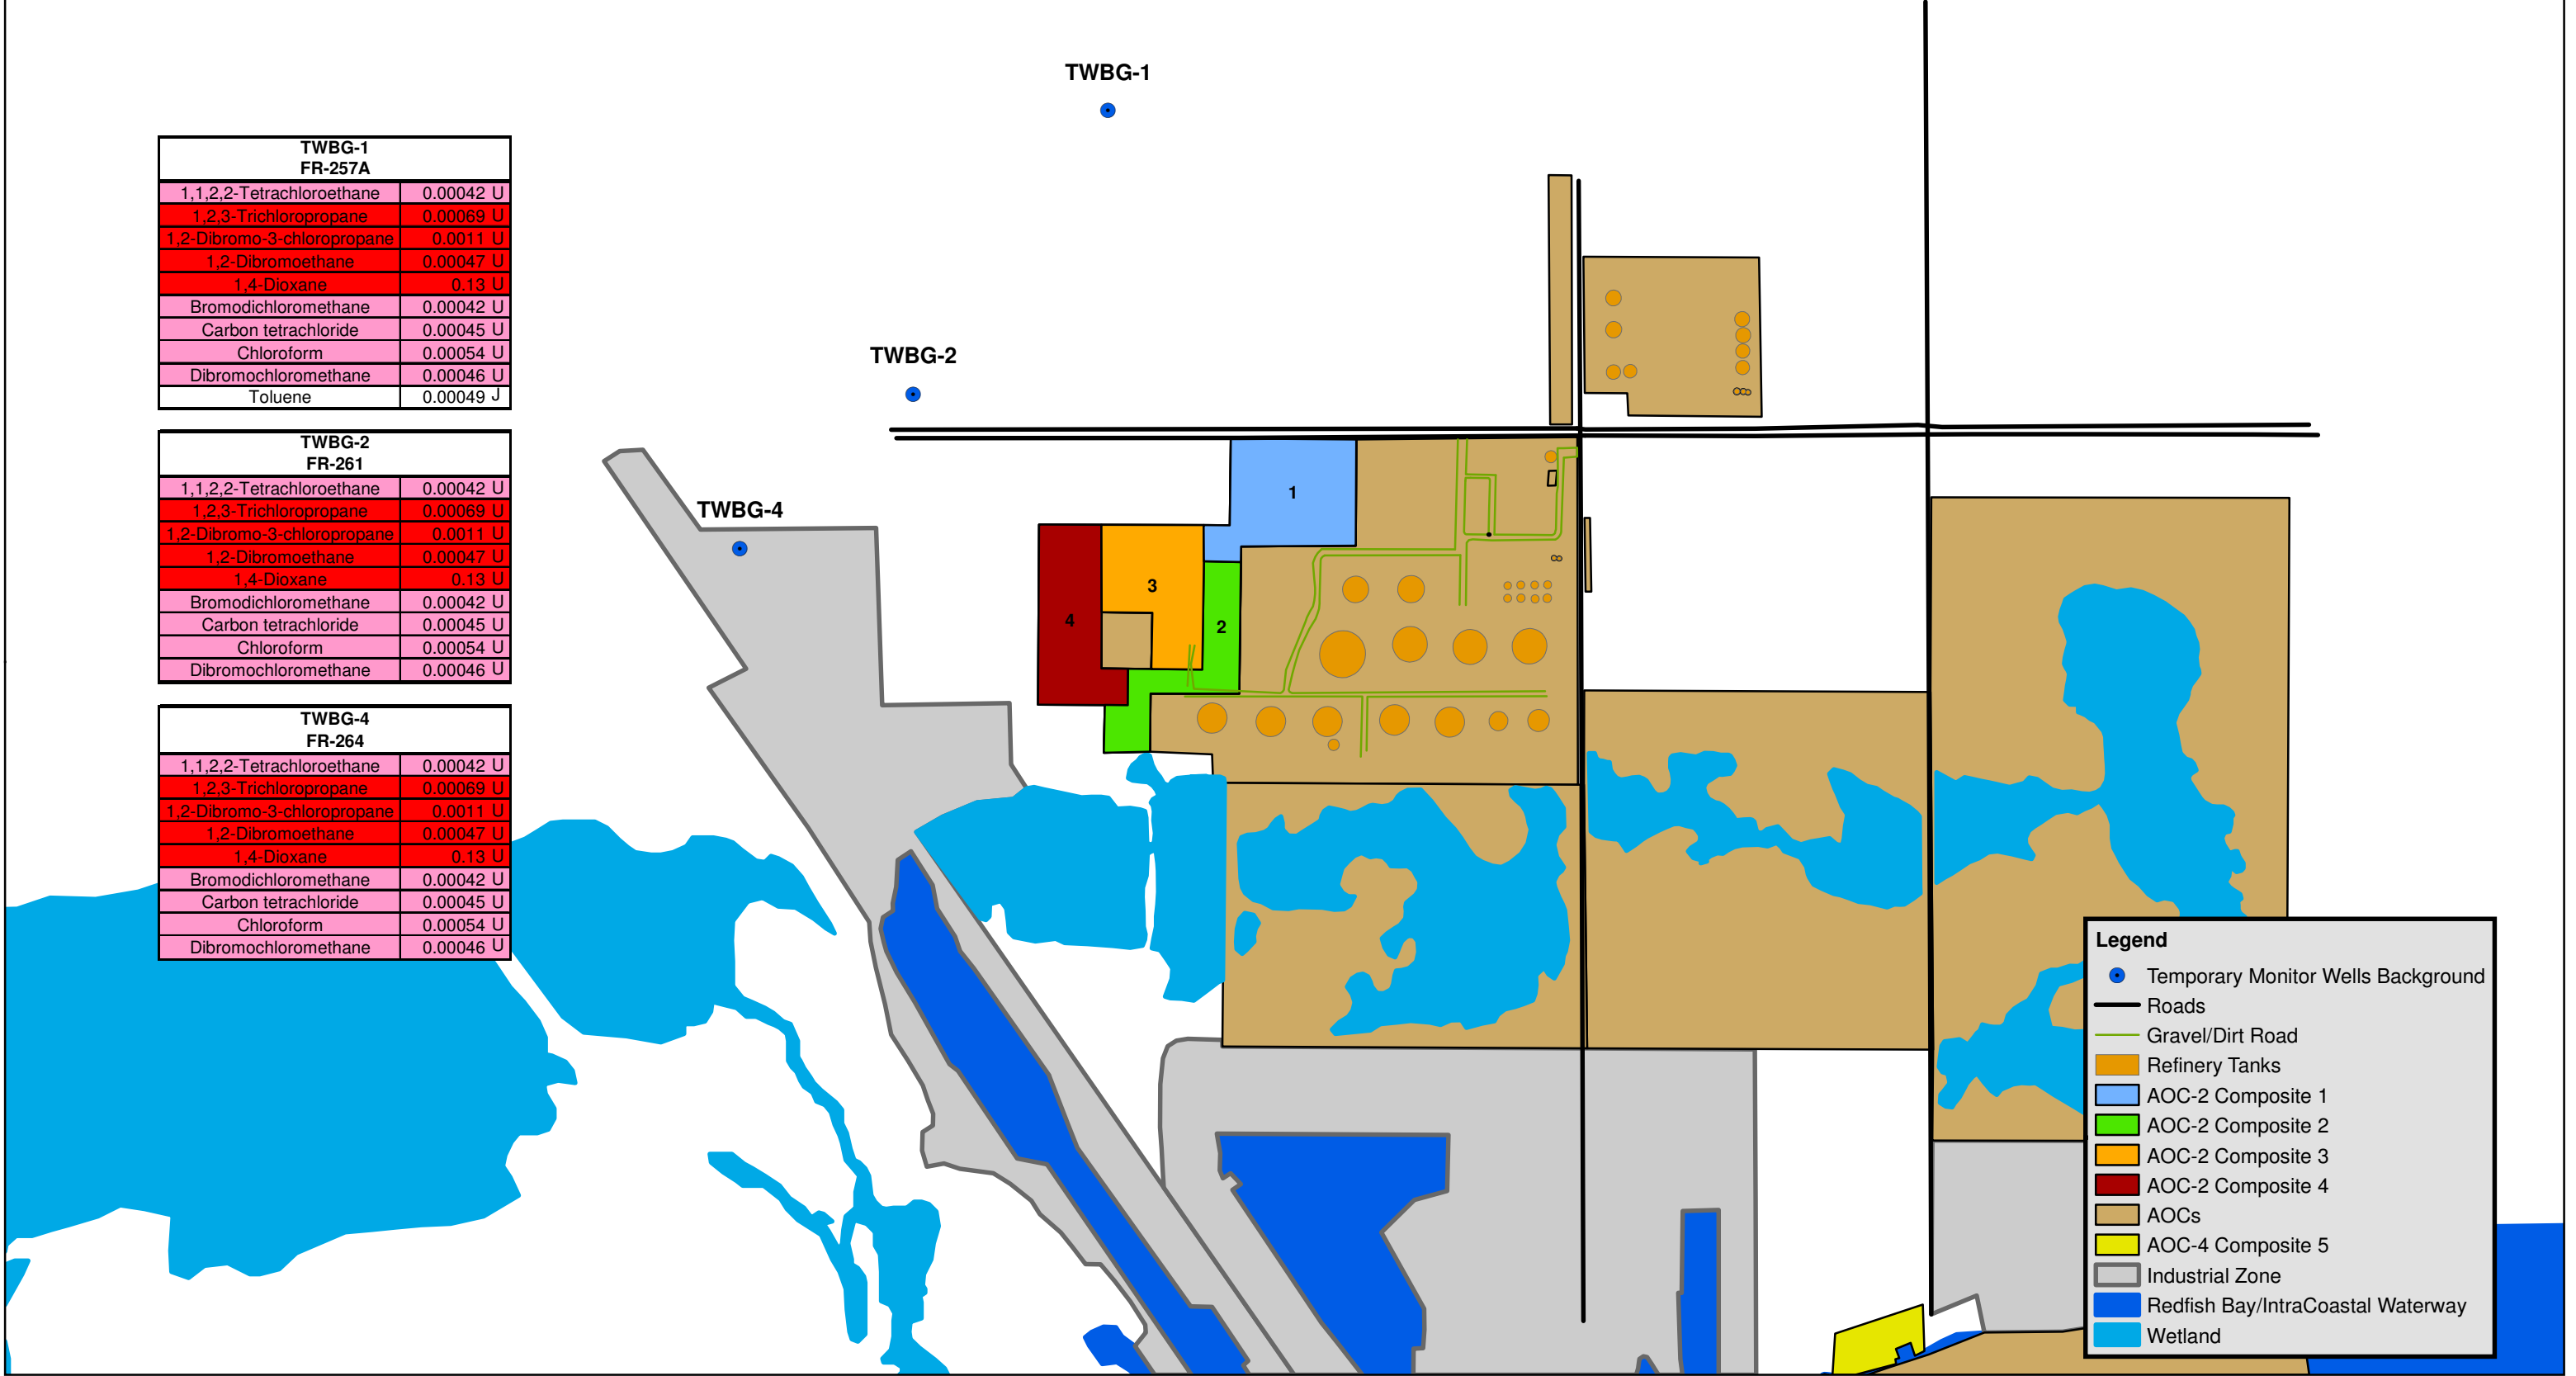 TWBG-1
TWBG-1
FR-257A
1,1,2,2-Tetrachloroethane 0.00042 U
1,2,3-Trichloropropane 0.00069 U
1,2-Dibromo-3-chloropropane 0.0011 U
1,2-Dibromoethane 0.00047 U
1,4-Dioxane 0.13 U
Bromodichloromethane 0.00042 U
Carbon tetrachloride 0.00045 U
Chloroform 0.00054 U
Dibromochloromethane 0.00046 U
Toluene 0.00049 J
TWBG-2
TWBG-2
FR-261
1,1,2,2-Tetrachloroethane 0.00042 U
1,2,3-Trichloropropane 0.00069 U
1,2-Dibromo-3-chloropropane 0.0011 U
1,2-Dibromoethane 0.00047 U
1,4-Dioxane 0.13 U
Bromodichloromethane 0.00042 U
Carbon tetrachloride 0.00045 U
Chloroform 0.00054 U
Dibromochloromethane 0.00046 U
TWBG-4
1
3
4
2
TWBG-4
FR-264
1,1,2,2-Tetrachloroethane 0.00042 U
1,2,3-Trichloropropane 0.00069 U
1,2-Dibromo-3-chloropropane 0.0011 U
1,2-Dibromoethane 0.00047 U
1,4-Dioxane 0.13 U
Bromodichloromethane 0.00042 U
Carbon tetrachloride 0.00045 U
Chloroform 0.00054 U
Dibromochloromethane 0.00046 U
Legend
Temporary Monitor Wells Background
Roads
Gravel/Dirt Road
Refinery Tanks
AOC-2 Composite 1
AOC-2 Composite 2
AOC-2 Composite 3
AOC-2 Composite 4
AOCs
AOC-4 Composite 5
Industrial Zone
Redfish Bay/IntraCoastal Waterway
Wetland